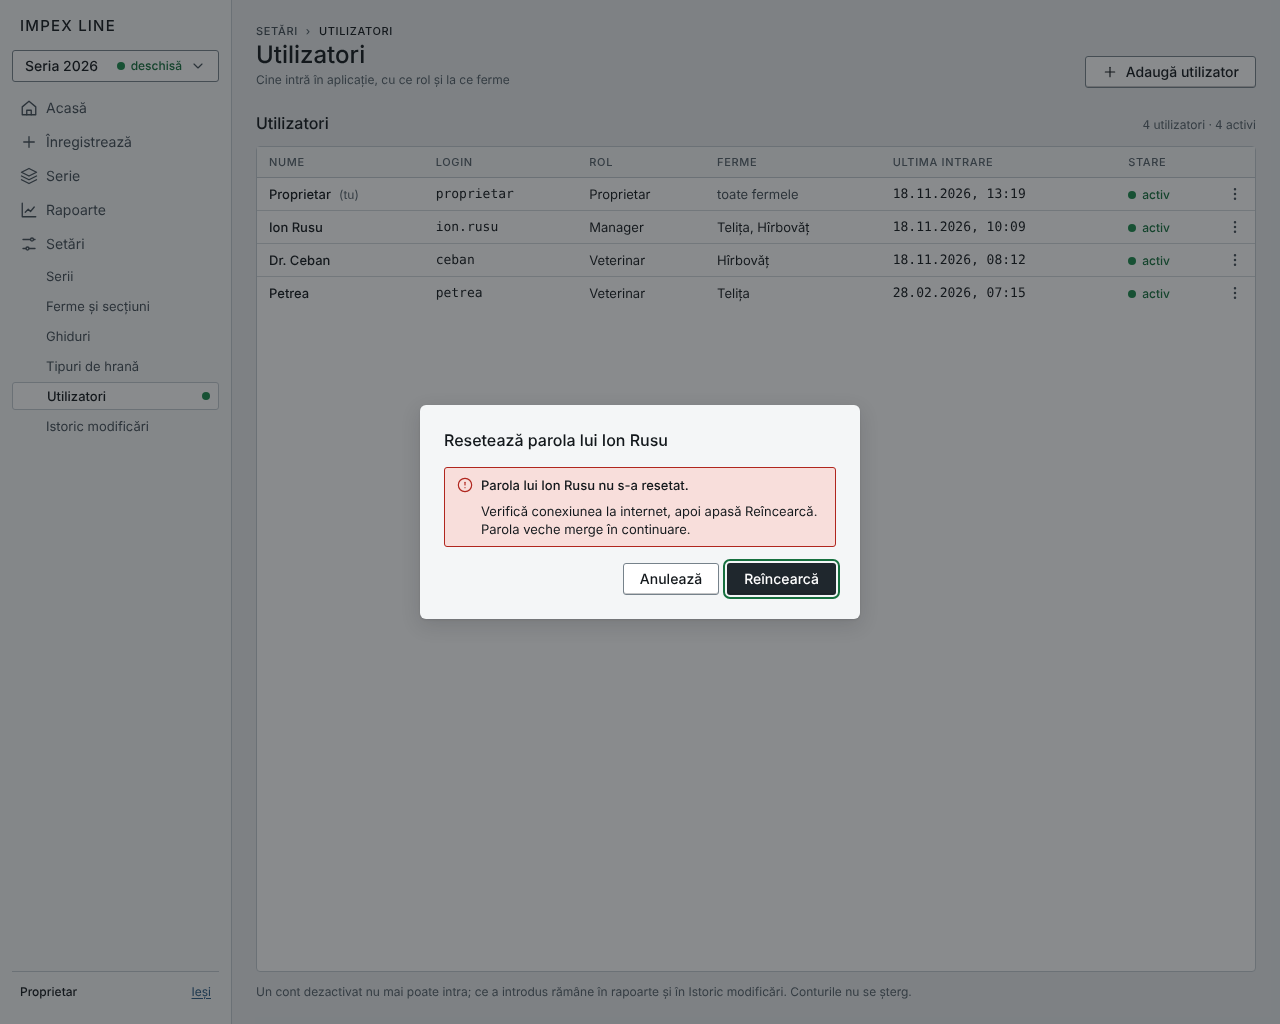 IMPEX LINE
Seria 2026 deschisă
Acasă
Înregistrează
Serie
Rapoarte
Setări
Serii
Ferme și secțiuni
Ghiduri
Tipuri de hrană
Utilizatori
Istoric modificări
Proprietar Ieși
SETĂRI › UTILIZATORI
Utilizatori
Cine intră în aplicație, cu ce rol și la ce ferme
Adaugă utilizator
Utilizatori 4 utilizatori · 4 activi
NUME LOGIN ROL FERME ULTIMA INTRARE STARE
Proprietar (tu) proprietar Proprietar toate fermele 18.11.2026, 13:19 activ
Ion Rusu ion.rusu Manager Telița, Hîrbovăț 18.11.2026, 10:09 activ
Dr. Ceban ceban Veterinar Hîrbovăț 18.11.2026, 08:12 activ
Petrea petrea Veterinar Telița 28.02.2026, 07:15 activ
Resetează parola lui Ion Rusu
Parola lui Ion Rusu nu s-a resetat.
Verifică conexiunea la internet, apoi apasă Reîncearcă.
Parola veche merge în continuare.
Anulează Reîncearcă
Un cont dezactivat nu mai poate intra; ce a introdus rămâne în rapoarte și în Istoric modificări. Conturile nu se șterg.